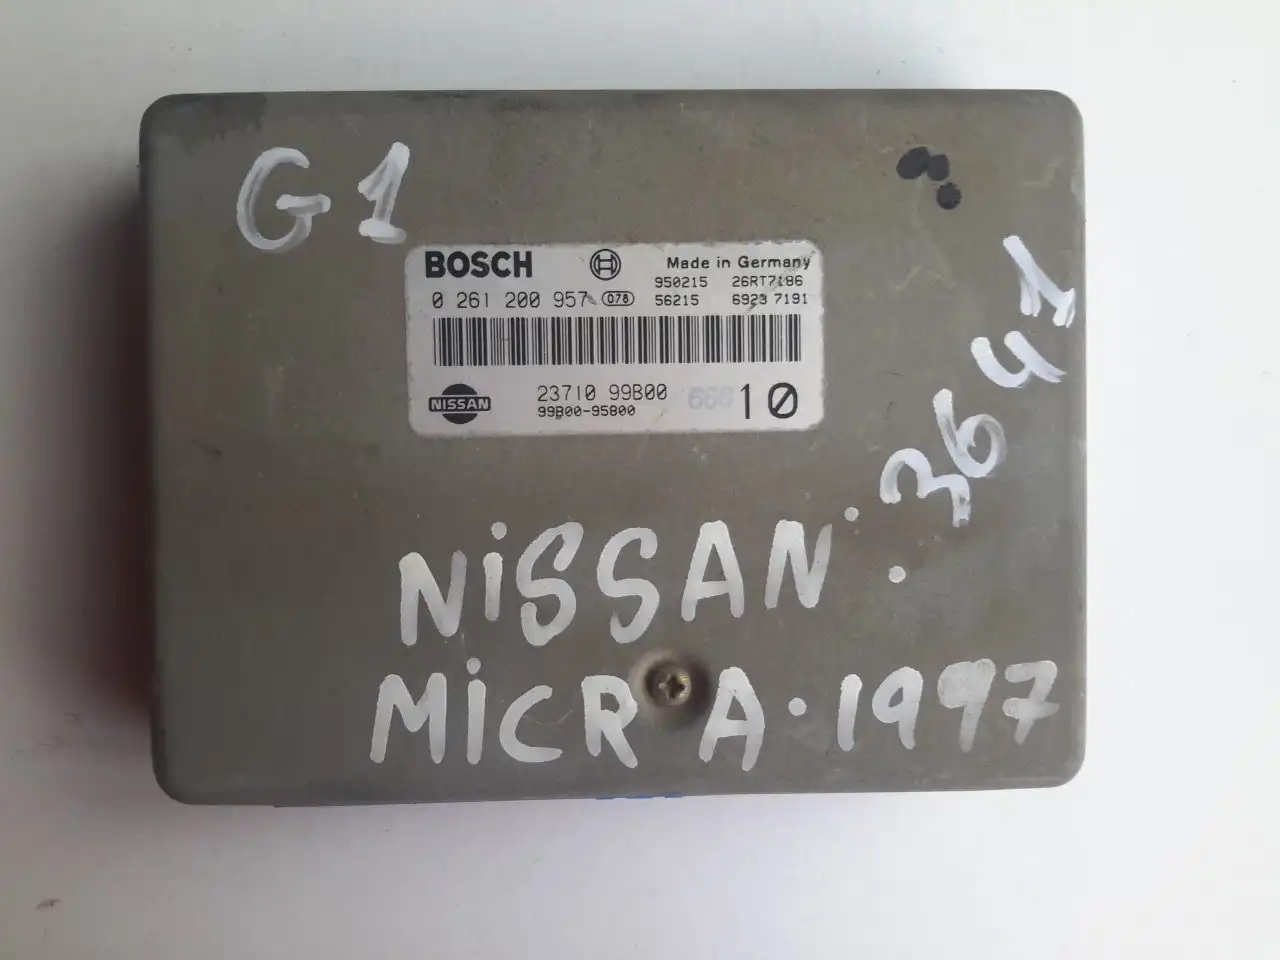 G1
BOSCH
Made in Germany
950215 26RT7186
0 261 200 957 078
56215 6923 7191
NISSAN
23710 99B00
99B00-95800
686
10
.3641
NiSSAN.
MiCRA.1997